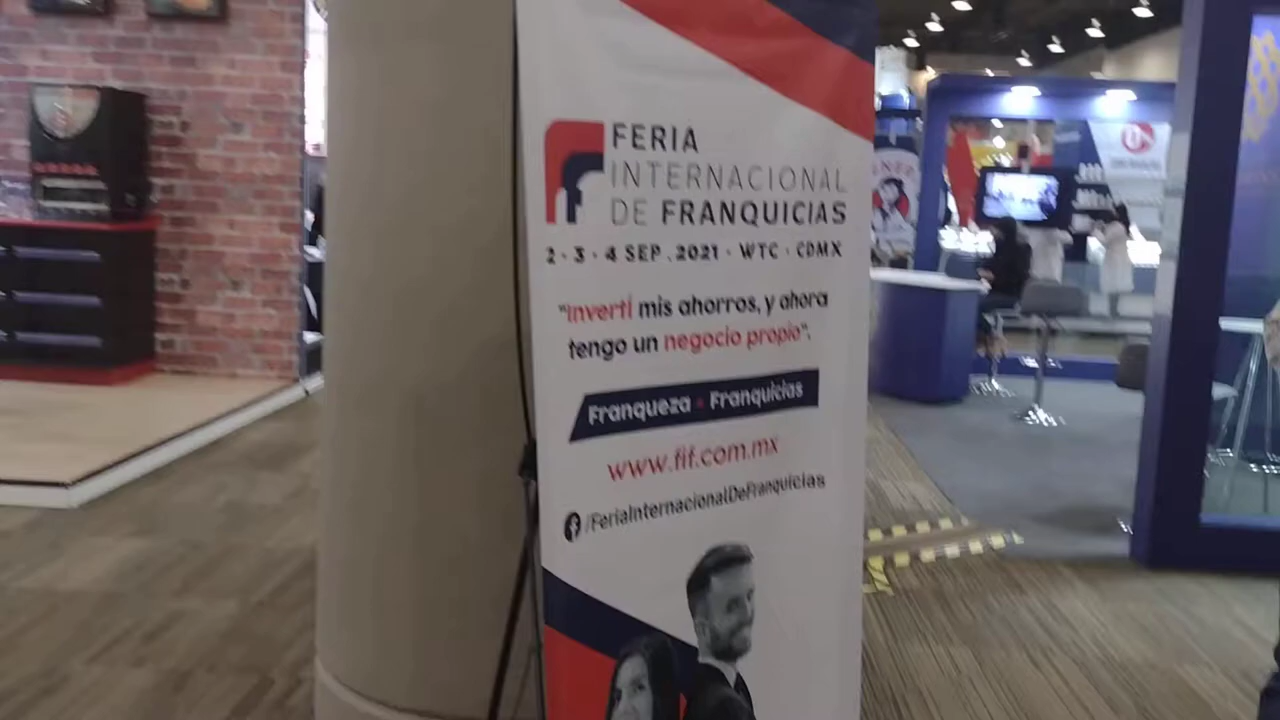 FERIA
INTERNACIONAL
DE FRANQUICIAS
2 · 3 · 4 SEP . 2021 · WTC · CDMX
"Invertí mis ahorros, y ahora
tengo un negocio propio".
Franqueza · Franquicias
www.fif.com.mx
/FeriaInternacionalDeFranquicias